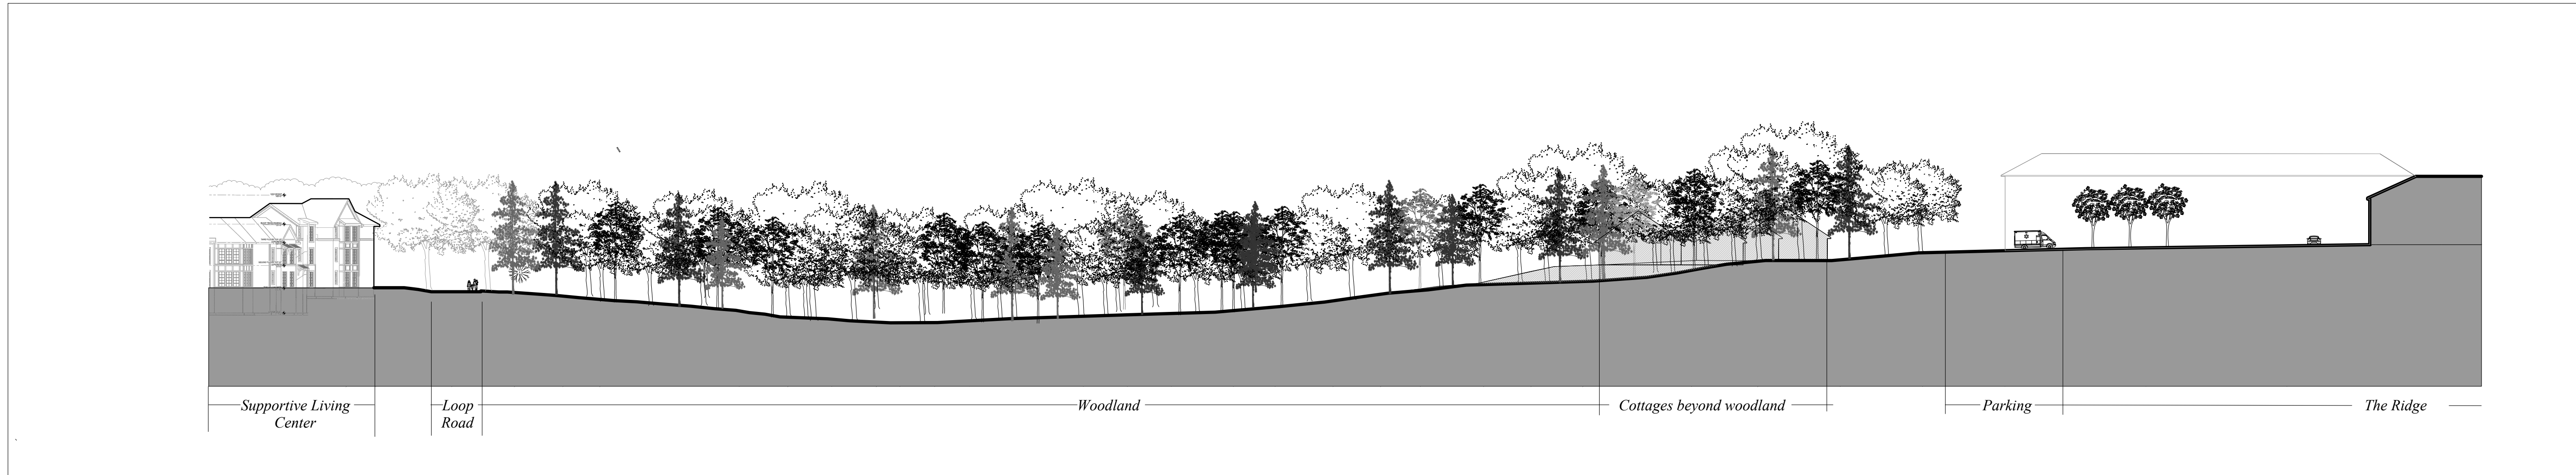 Supportive Living
Center
Loop
Road
Woodland
Cottages beyond woodland
Parking
The Ridge